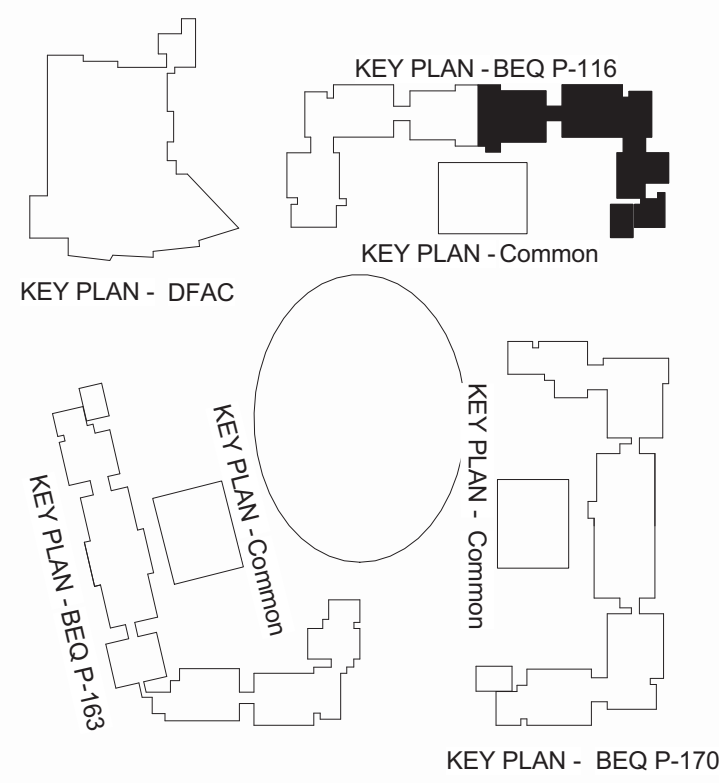 KEY PLAN - BEQ P-116
KEY PLAN - Common
KEY PLAN - DFAC
KEY PLAN - BEQ P-163
KEY PLAN - Common
KEY PLAN - Common
KEY PLAN - BEQ P-170